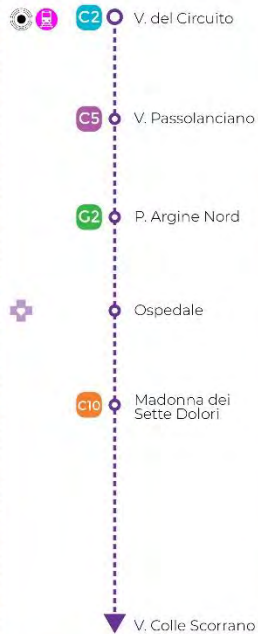 C2 V. del Circuito
C5 V. Passolanciano
G2 P. Argine Nord
Ospedale
C10 Madonna dei
Sette Dolori
V. Colle Scorrano